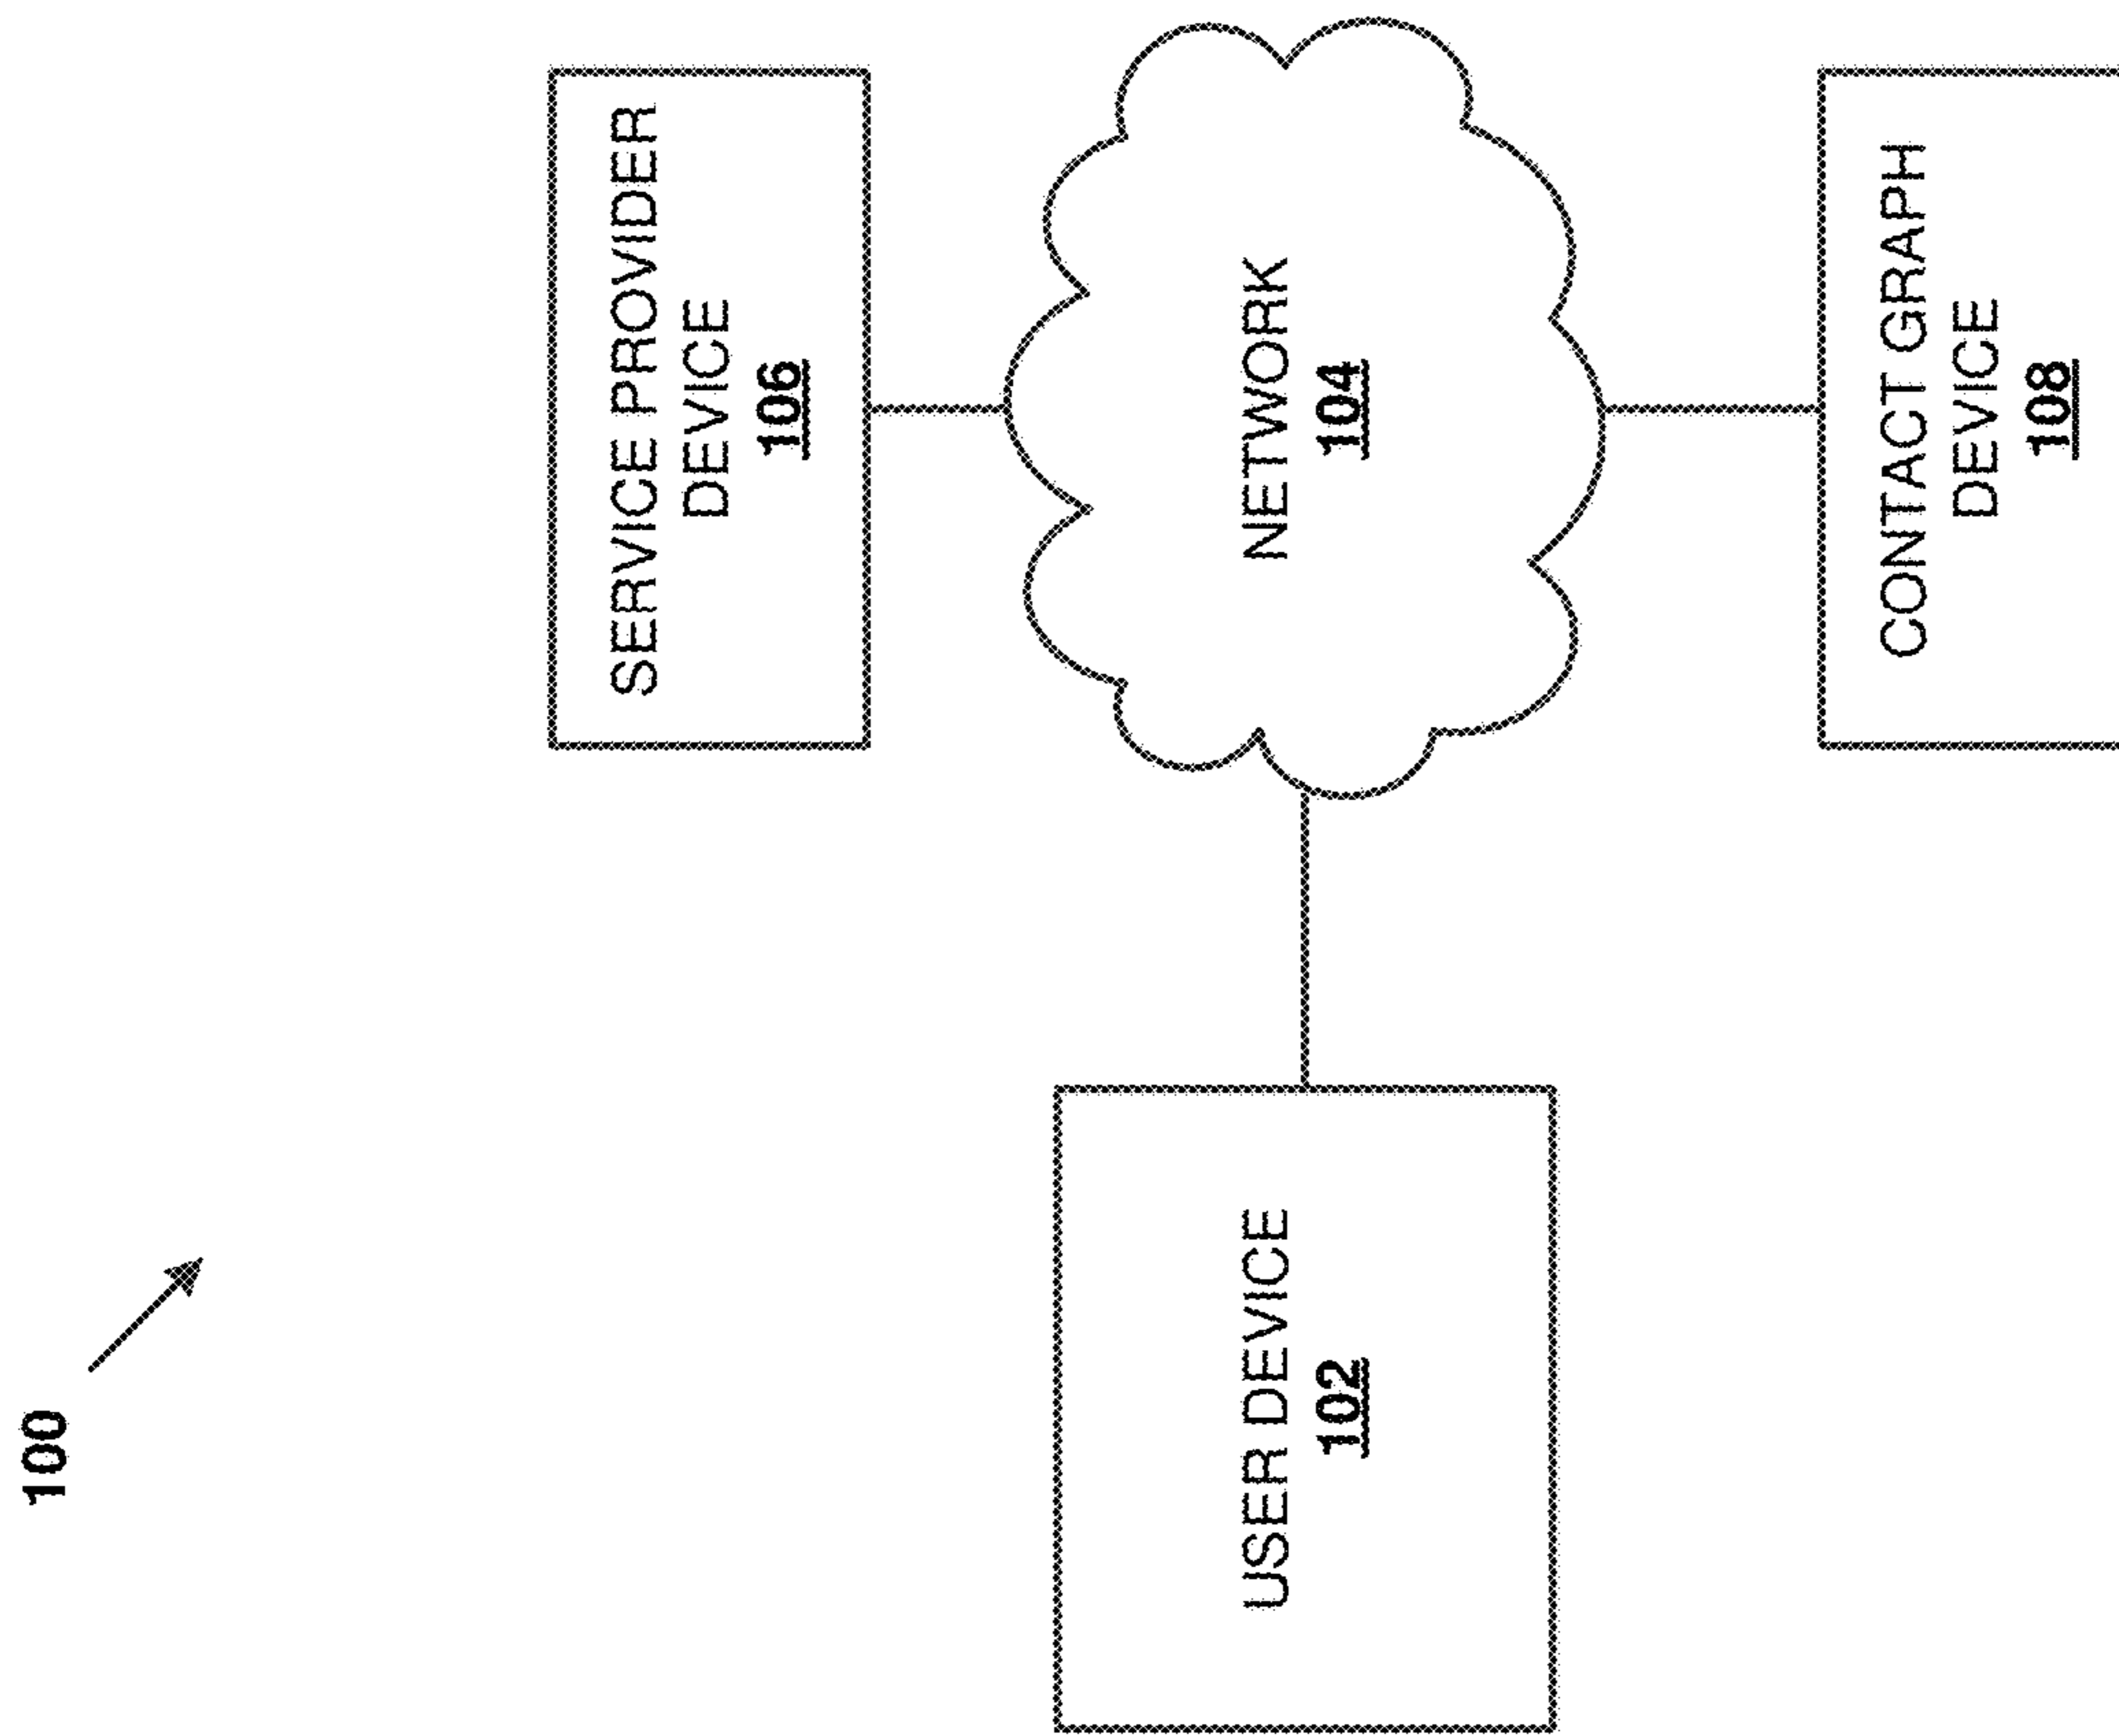 100
SERVICE PROVIDER
DEVICE
106
USER DEVICE
102
NETWORK
104
CONTACT GRAPH
DEVICE
108